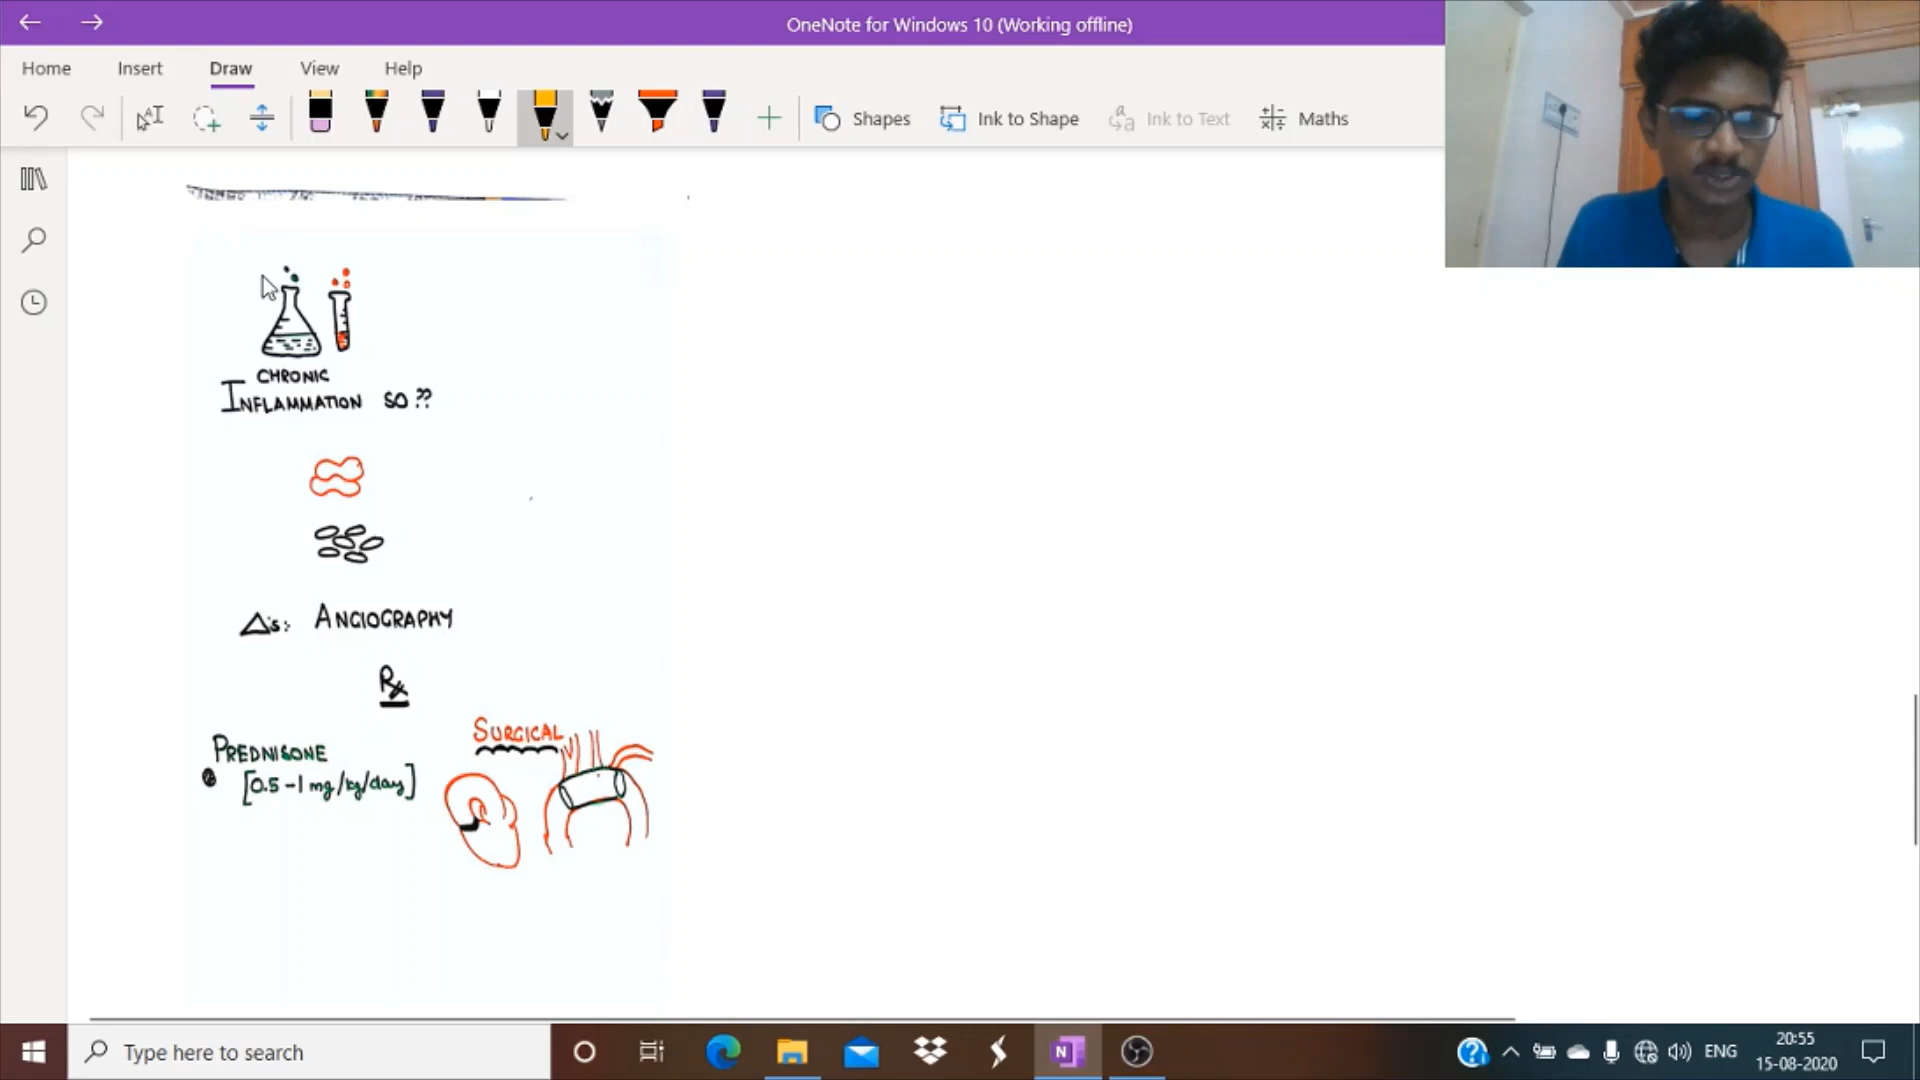 OneNote for Windows 10 (Working offline)
Home Insert Draw View Help
Shapes Ink to Shape Ink to Text Maths
CHRONIC
INFLAMMATION SO ??
Δis: ANGIOGRAPHY
Rx
SURGICAL
PREDNISONE
[0.5-1 mg/kg/day]
Type here to search
ENG
20:55
15-08-2020